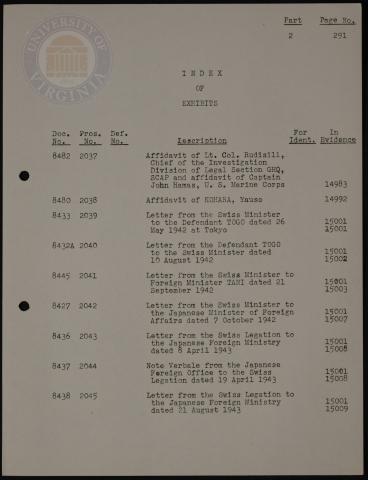 Part Page No.
2 291
UNIVERSITY OF VIRGINIA
INDEX
OF
EXHIBITS
Doc. Pros. Def. For In
No. No. No. Description Ident. Evidence
8482 2037 Affidavit of Lt. Col. Rudisill,
Chief of the Investigation
Division of Legal Section GHQ,
SCAP and affidavit of Captain
John Hamas, U. S. Marine Corps 14983
8480 2038 Affidavit of KOHARA, Yauso 14992
8433 2039 Letter from the Swiss Minister
to the Defendant TOGO dated 26 15001
May 1942 at Tokyo 15001
8432A 2040 Letter from the Defendant TOGO
to the Swiss Minister dated 15001
10 August 1942 15002
8445 2041 Letter from the Swiss Minister to
Foreign Minister TANI dated 21 15001
September 1942 15003
8427 2042 Letter from the Swiss Minister to
the Japanese Minister of Foreign 15001
Affairs dated 7 October 1942 15007
8436 2043 Letter from the Swiss Legation to
the Japanese Foreign Ministry 15001
dated 8 April 1943 15008
8437 2044 Note Verbale from the Japanese
Foreign Office to the Swiss 15001
Legation dated 19 April 1943 15008
8438 2045 Letter from the Swiss Legation to
the Japanese Foreign Ministry 15001
dated 21 August 1943 15009